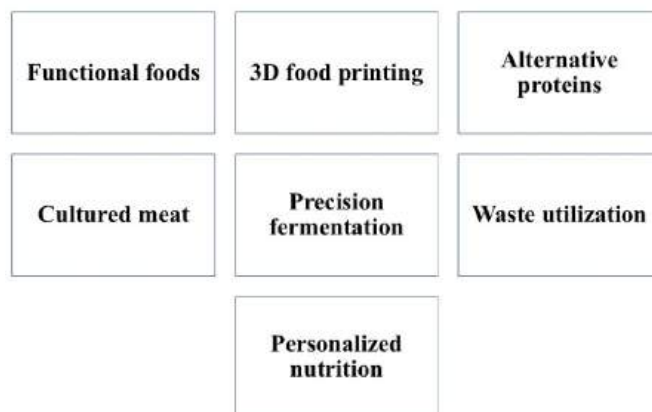 Functional foods
3D food printing
Alternative
proteins
Cultured meat
Precision
fermentation
Waste utilization
Personalized
nutrition